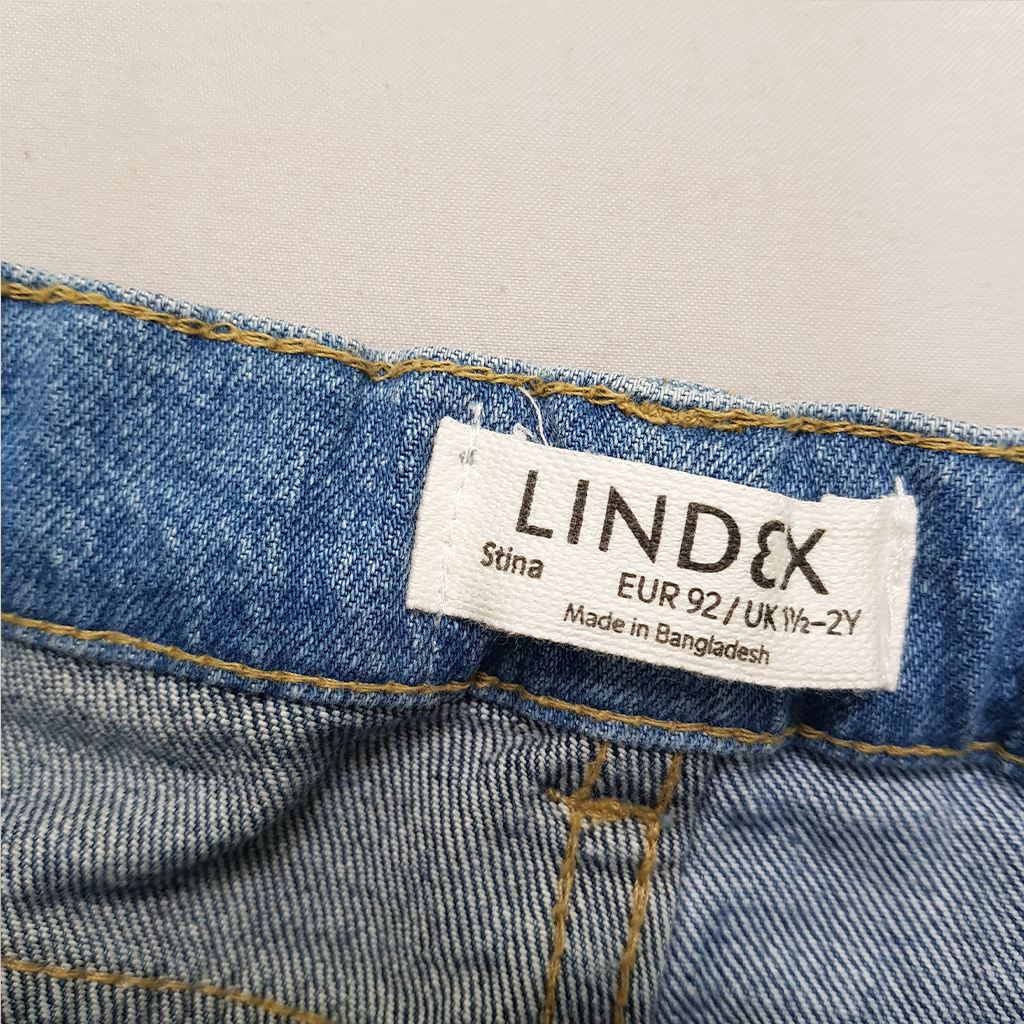 LINDEX
Stina
EUR 92 / UK 1½-2Y
Made in Bangladesh